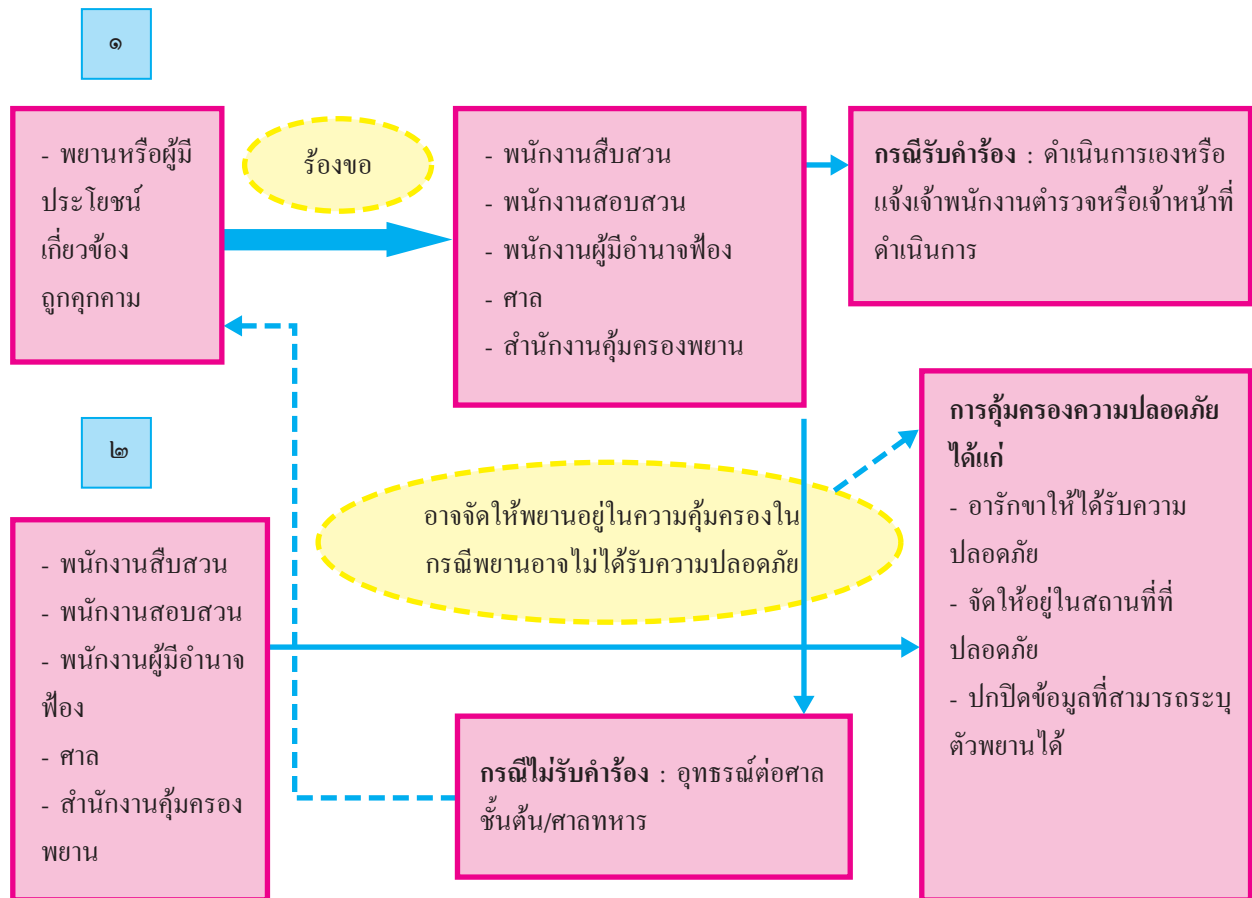 ๑
- พยานหรือผู้มี
ประโยชน์
เกี่ยวข้อง
ถูกคุกคาม
ร้องขอ
- พนักงานสืบสวน
- พนักงานสอบสวน
- พนักงานผู้มีอำนาจฟ้อง
- ศาล
- สำนักงานคุ้มครองพยาน
กรณีรับคำร้อง : ดำเนินการเองหรือ
แจ้งเจ้าพนักงานตำรวจหรือเจ้าหน้าที่
ดำเนินการ
๒
- พนักงานสืบสวน
- พนักงานสอบสวน
- พนักงานผู้มีอำนาจ
ฟ้อง
- ศาล
- สำนักงานคุ้มครอง
พยาน
อาจจัดให้พยานอยู่ในความคุ้มครองใน
กรณีพยานอาจไม่ได้รับความปลอดภัย
กรณีไม่รับคำร้อง : อุทธรณ์ต่อศาล
ชั้นต้น/ศาลทหาร
การคุ้มครองความปลอดภัย
ได้แก่
- อารักขาให้ได้รับความ
ปลอดภัย
- จัดให้อยู่ในสถานที่ที่
ปลอดภัย
- ปกปิดข้อมูลที่สามารถระบุ
ตัวพยานได้